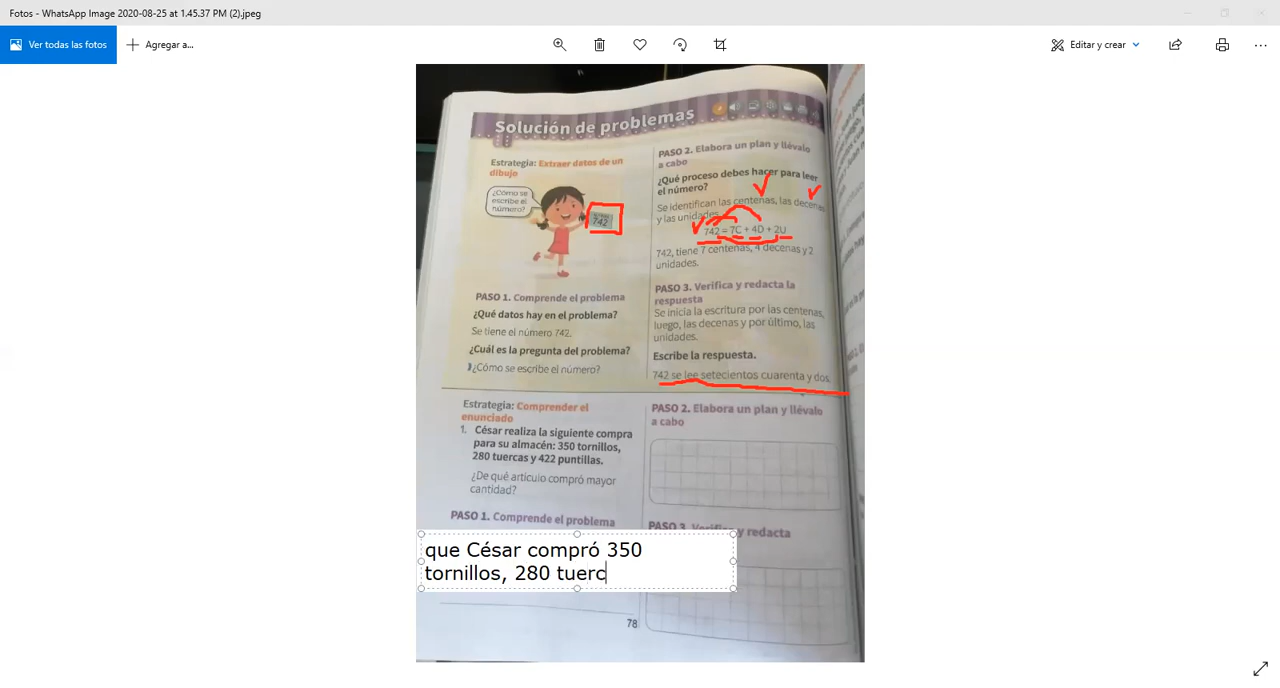 Fotos - WhatsApp Image 2020-08-25 at 1.45.37 PM (2).jpeg
Ver todas las fotos
Agregar a...
Editar y crear
Solución de problemas
Estrategia: Extraer datos de un
dibujo
¿Cómo se
escribe el
número?
742
PASO 1. Comprende el problema
¿Qué datos hay en el problema?
Se tiene el número 742.
¿Cuál es la pregunta del problema?
¿Cómo se escribe el número?
PASO 2. Elabora un plan y llévalo
a cabo
¿Qué proceso debes hacer para leer
el número?
Se identifican las centenas, las decenas
y las unidades.
742 = 7C + 4D + 2U
742, tiene 7 centenas, 4 decenas y 2
unidades.
PASO 3. Verifica y redacta la
respuesta
Se inicia la escritura por las centenas,
luego, las decenas y por último, las
unidades.
Escribe la respuesta.
742 se lee setecientos cuarenta y dos.
Estrategia: Comprender el
enunciado
1. César realiza la siguiente compra
para su almacén: 350 tornillos,
280 tuercas y 422 puntillas.
¿De qué artículo compró mayor
cantidad?
PASO 1. Comprende el problema
PASO 2. Elabora un plan y llévalo
a cabo
PASO 3. Verifica y redacta
que César compró 350
tornillos, 280 tuerc
78